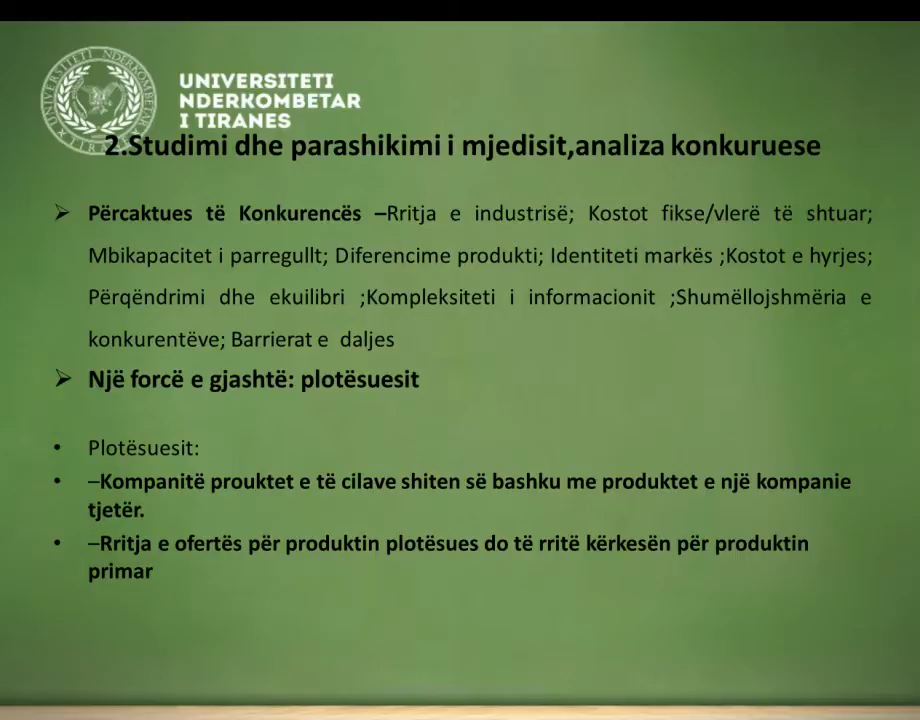 UNIVERSITETI
NDERKOMBETAR
I TIRANES
2.Studimi dhe parashikimi i mjedisit,analiza konkuruese
Përcaktues të Konkurencës –Rritja e industrisë; Kostot fikse/vlerë të shtuar;
Mbikapacitet i parregullt; Diferencime produkti; Identiteti markës ;Kostot e hyrjes;
Përqëndrimi dhe ekuilibri ;Kompleksiteti i informacionit ;Shumëllojshmëria e
konkurentëve; Barrierat e daljes
Një forcë e gjashtë: plotësuesit
Plotësuesit:
–Kompanitë prouktet e të cilave shiten së bashku me produktet e një kompanie
tjetër.
–Rritja e ofertës për produktin plotësues do të rritë kërkesën për produktin
primar